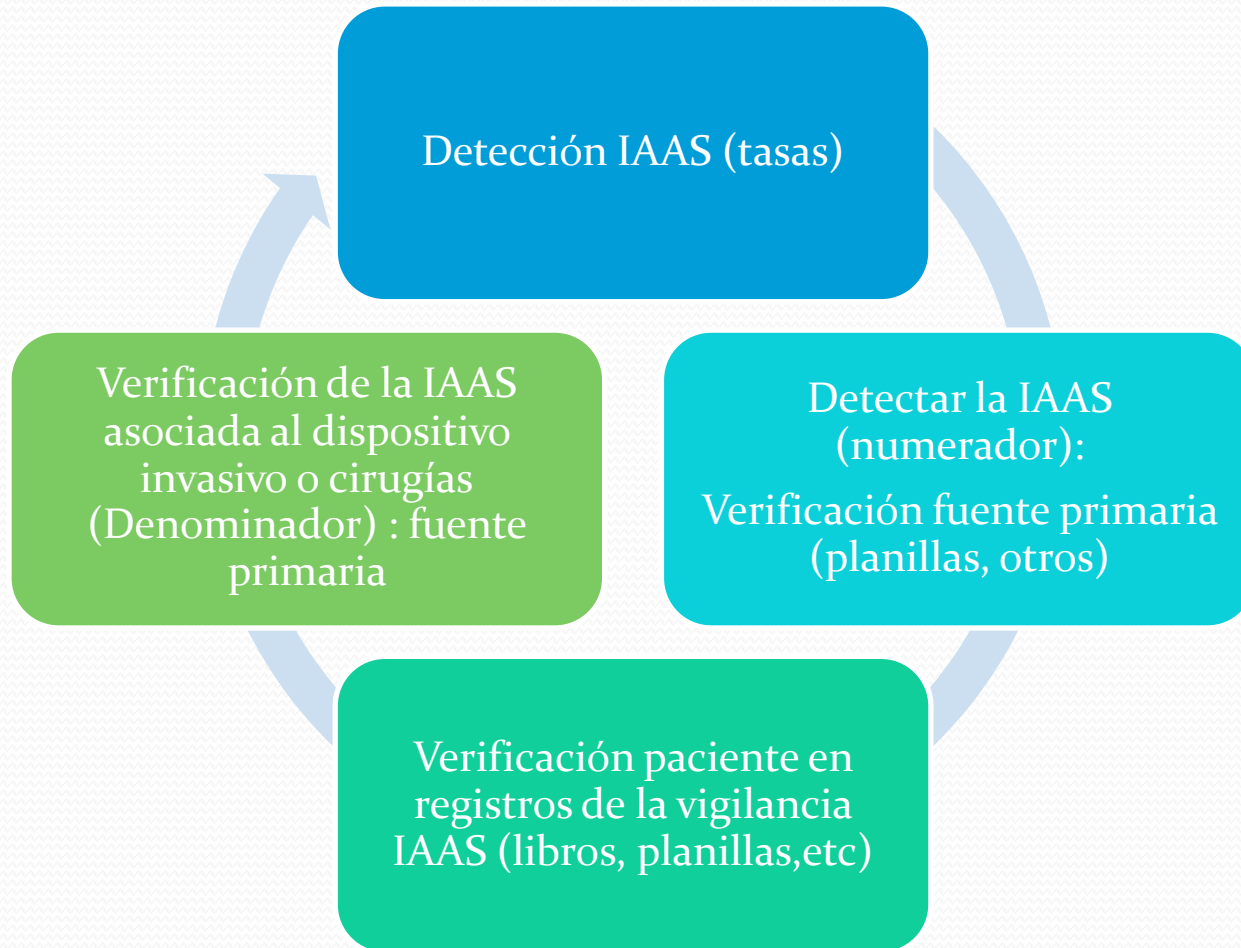 Detección IAAS (tasas)
Detectar la IAAS
(numerador):
Verificación fuente primaria
(planillas, otros)
Verificación paciente en
registros de la vigilancia
IAAS (libros, planillas,etc)
Verificación de la IAAS
asociada al dispositivo
invasivo o cirugías
(Denominador) : fuente
primaria